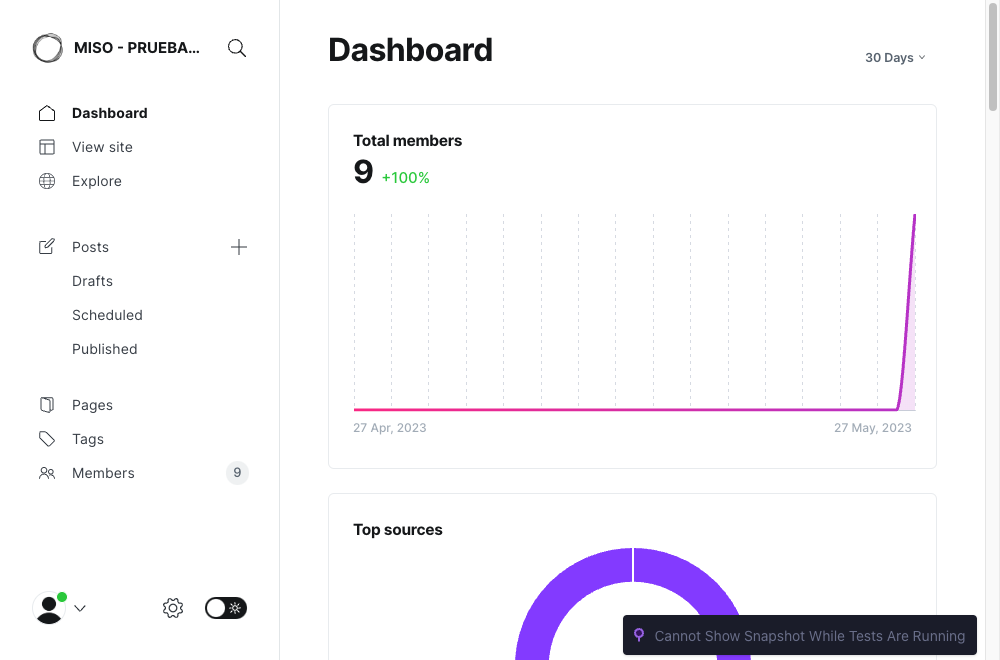 MISO - PRUEBA...
Dashboard
View site
Explore
Posts
Drafts
Scheduled
Published
Pages
Tags
Members
9
Dashboard
30 Days
Total members
9 +100%
27 Apr, 2023
27 May, 2023
Top sources
Cannot Show Snapshot While Tests Are Running